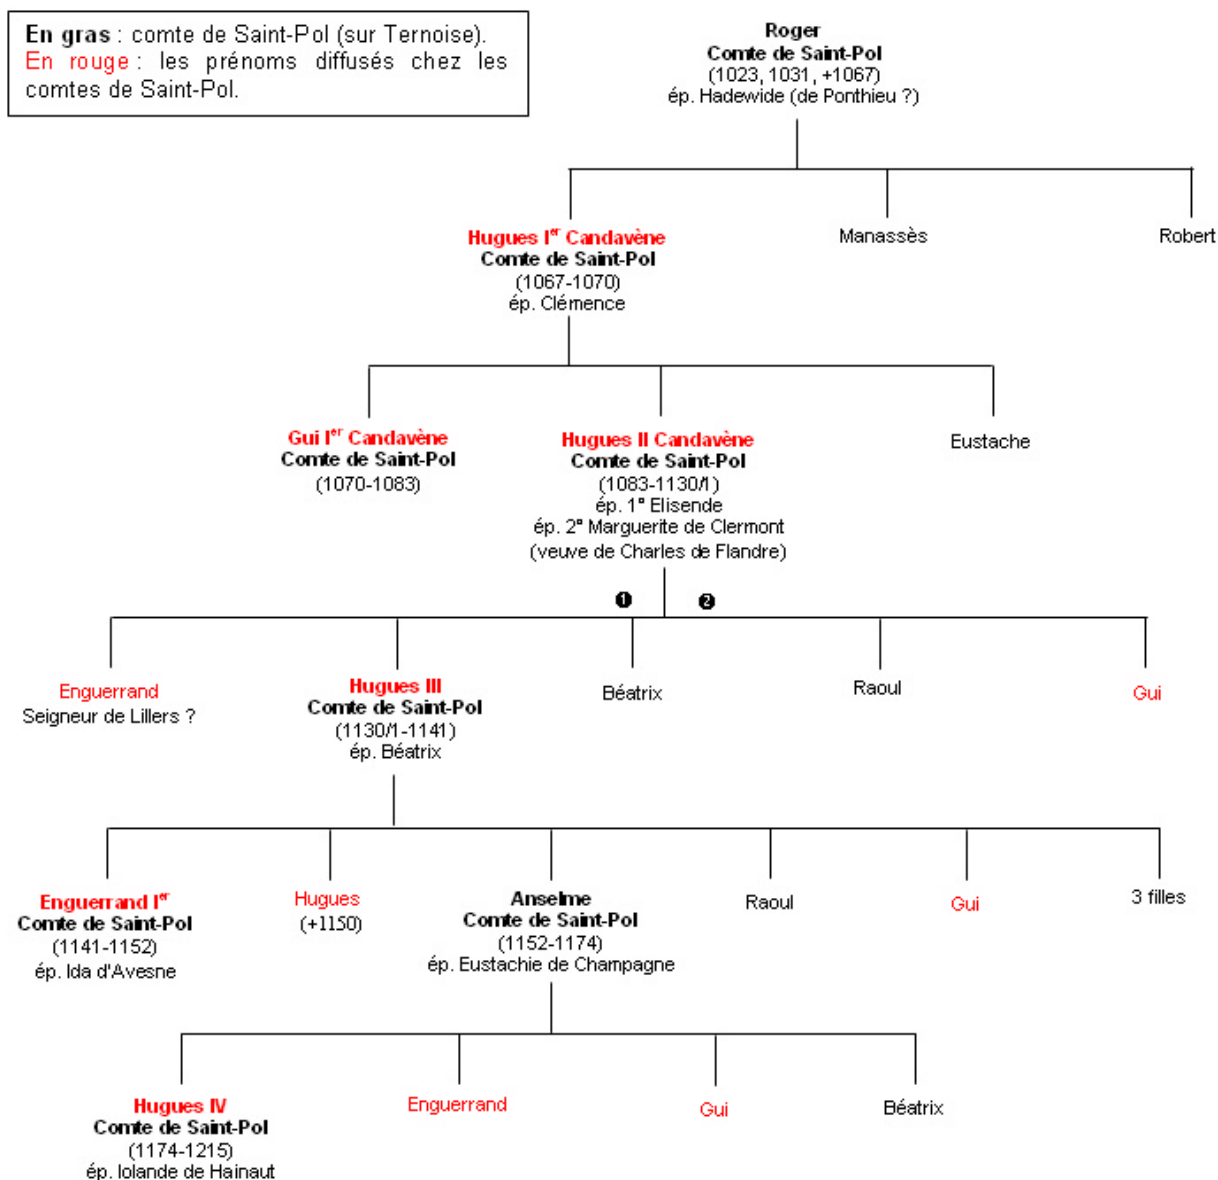 En gras : comte de Saint-Pol (sur Ternoise).
En rouge : les prénoms diffusés chez les
comtes de Saint-Pol.
Roger
Comte de Saint-Pol
(1023, 1031, +1067)
ép. Hadewide (de Ponthieu ?)
Hugues Ier Candavène
Comte de Saint-Pol
(1067-1070)
ép. Clémence
Manassès
Robert
Gui Ier Candavène
Comte de Saint-Pol
(1070-1083)
Hugues II Candavène
Comte de Saint-Pol
(1083-1130/1)
ép. 1° Elisende
ép. 2° Marguerite de Clermont
(veuve de Charles de Flandre)
Eustache
❶ ❷
Enguerrand
Seigneur de Lillers ?
Hugues III
Comte de Saint-Pol
(1130/1-1141)
ép. Béatrix
Béatrix
Raoul
Gui
Enguerrand Ier
Comte de Saint-Pol
(1141-1152)
ép. Ida d'Avesne
Hugues
(+1150)
Anselme
Comte de Saint-Pol
(1152-1174)
ép. Eustachie de Champagne
Raoul
Gui
3 filles
Hugues IV
Comte de Saint-Pol
(1174-1215)
ép. Iolande de Hainaut
Enguerrand
Gui
Béatrix